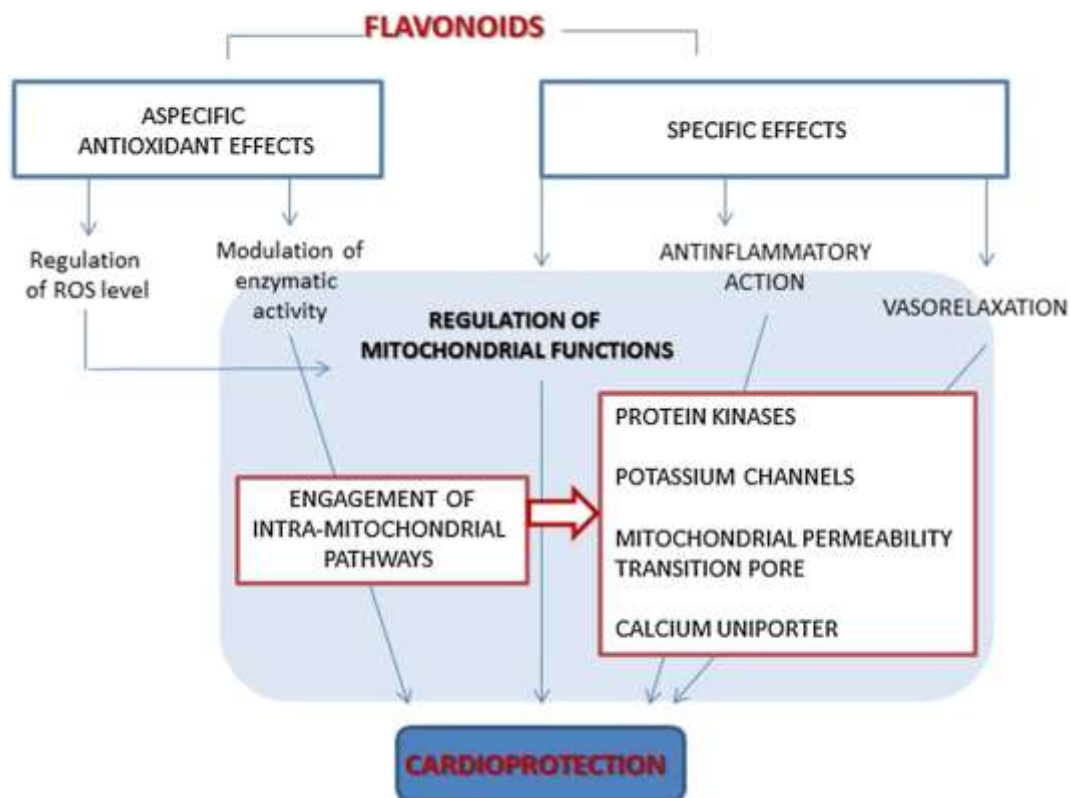 FLAVONOIDS
ASPECIFIC
ANTIOXIDANT EFFECTS
SPECIFIC EFFECTS
Regulation
of ROS level
Modulation of
enzymatic
activity
ANTINFLAMMATORY
ACTION
VASORELAXATION
REGULATION OF
MITOCHONDRIAL FUNCTIONS
ENGAGEMENT OF
INTRA-MITOCHONDRIAL
PATHWAYS
PROTEIN KINASES
POTASSIUM CHANNELS
MITOCHONDRIAL PERMEABILITY
TRANSITION PORE
CALCIUM UNIPORTER
CARDIOPROTECTION